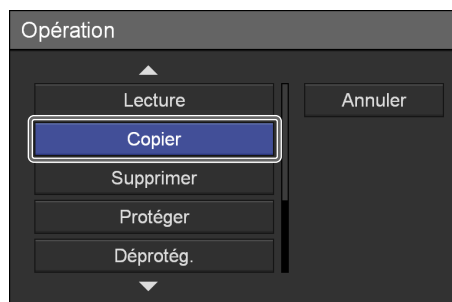 Opération
Lecture
Annuler
Copier
Supprimer
Protéger
Déprotég.